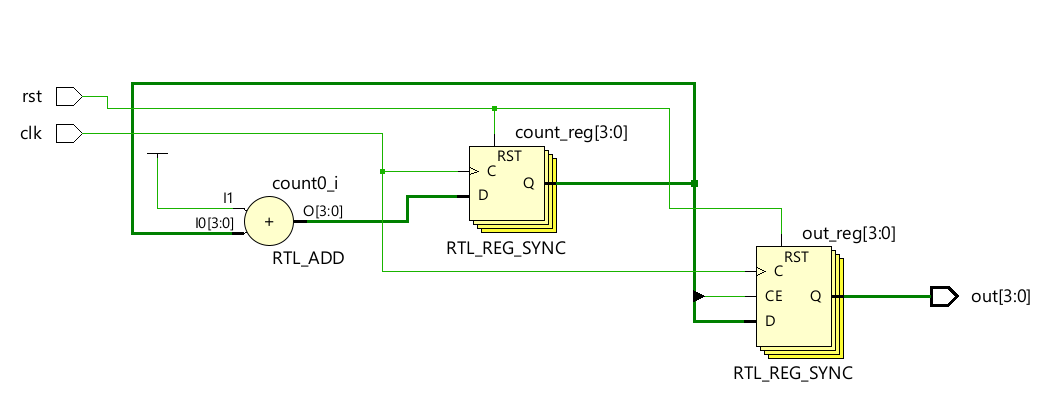 rst
clk
count_reg[3:0]
RST
C
D
Q
RTL_REG_SYNC
count0_i
I1
I0[3:0]
+
O[3:0]
RTL_ADD
out_reg[3:0]
RST
C
CE
D
Q
RTL_REG_SYNC
out[3:0]